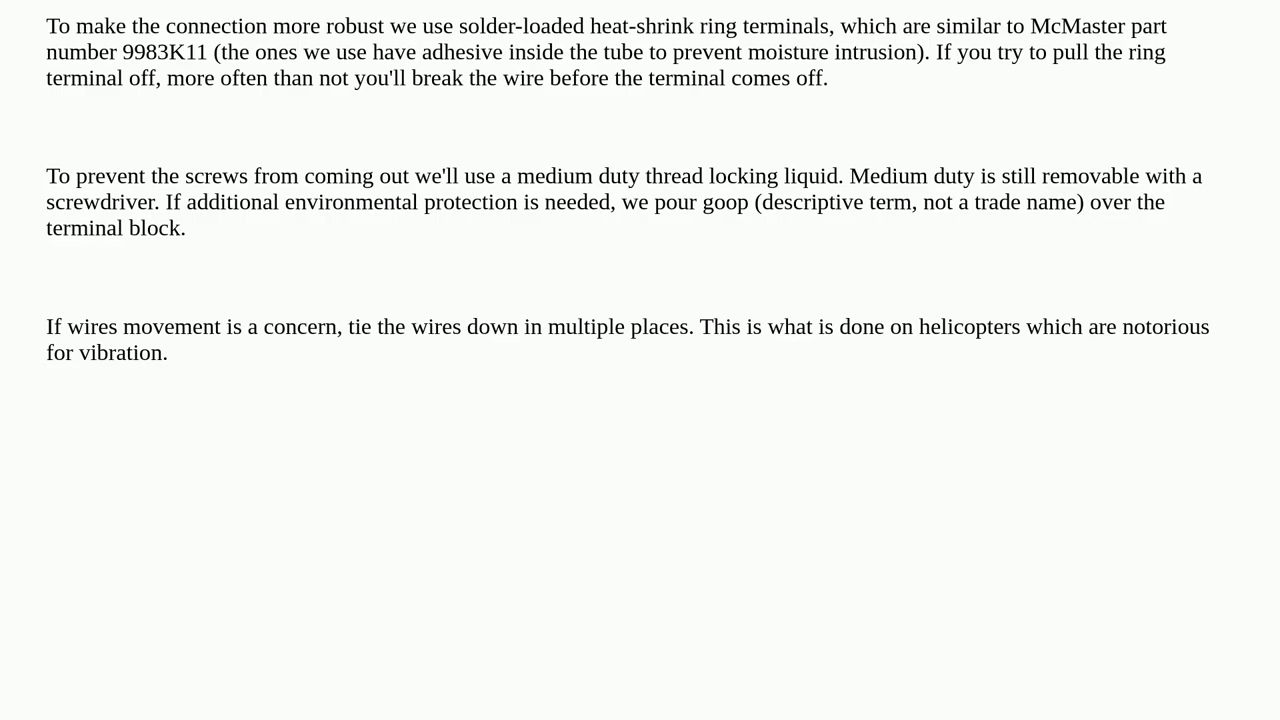 To make the connection more robust we use solder-loaded heat-shrink ring terminals, which are similar to McMaster part
number 9983K11 (the ones we use have adhesive inside the tube to prevent moisture intrusion). If you try to pull the ring
terminal off, more often than not you'll break the wire before the terminal comes off.
To prevent the screws from coming out we'll use a medium duty thread locking liquid. Medium duty is still removable with a
screwdriver. If additional environmental protection is needed, we pour goop (descriptive term, not a trade name) over the
terminal block.
If wires movement is a concern, tie the wires down in multiple places. This is what is done on helicopters which are notorious
for vibration.